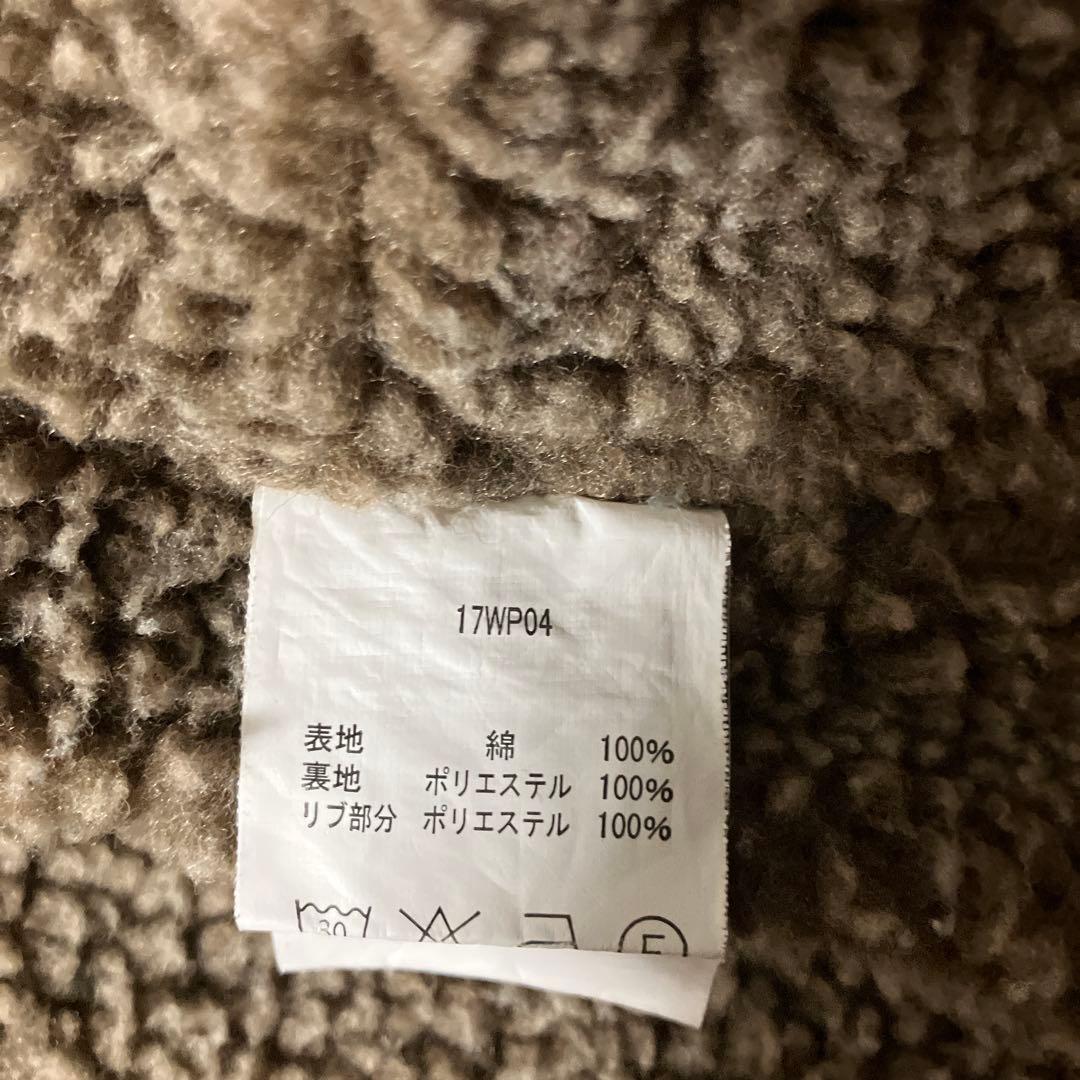 17WP04
表地 綿 100%
裏地 ポリエステル 100%
リブ部分 ポリエステル 100%
30 F